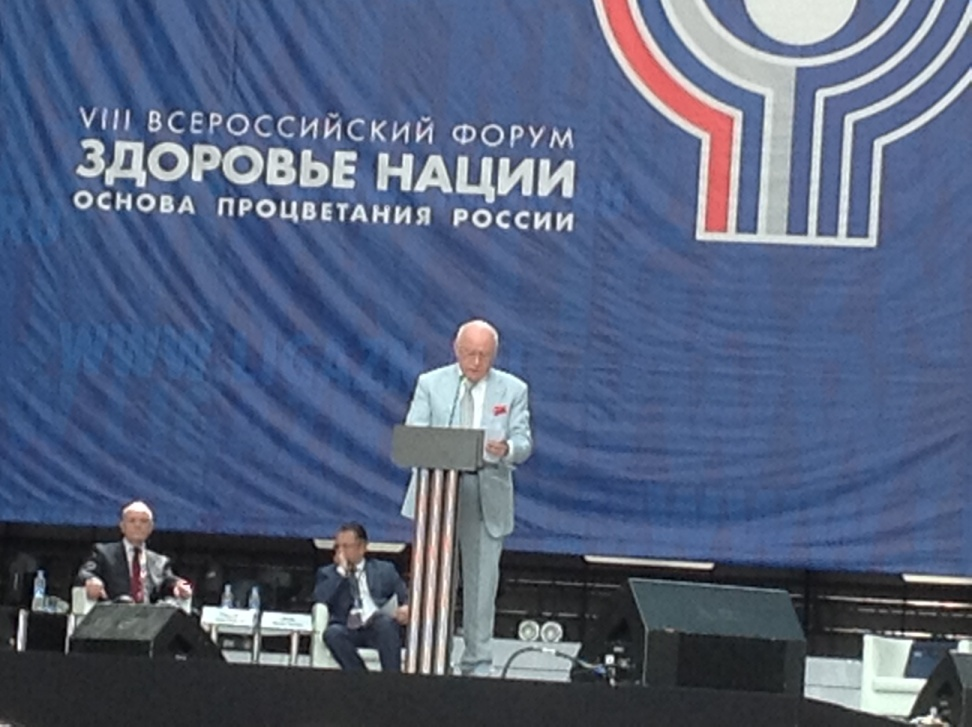 VIII ВСЕРОССИЙСКИЙ ФОРУМ
ЗДОРОВЬЕ НАЦИИ
ОСНОВА ПРОЦВЕТАНИЯ РОССИИ